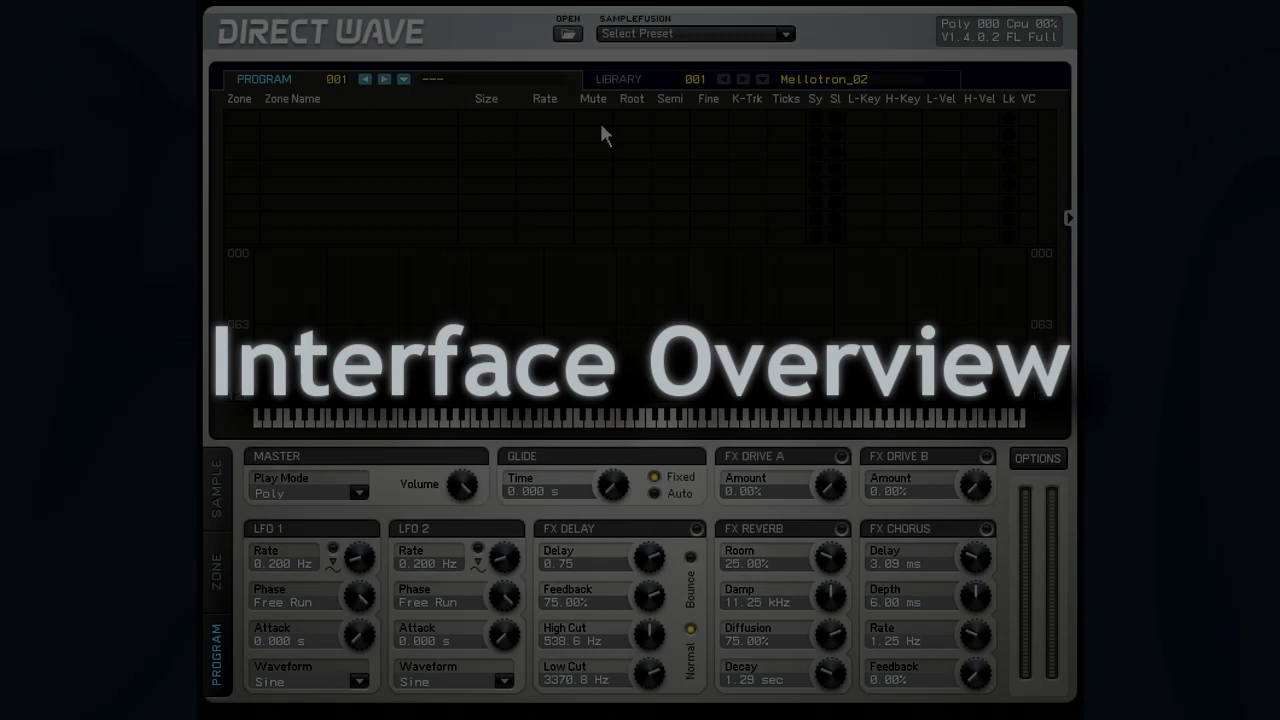 DIRECT WAVE
OPEN
SAMPLEFUSION
Select Preset
Poly 000 Cpu 00%
V1.4.0.2 FL Full
PROGRAM 001 ---
LIBRARY 001 Mellotron_02
Zone Zone Name Size Rate Mute Root Semi Fine K-Trk Ticks Sy Sl L-Key H-Key L-Vel H-Vel Lk VC
000 000
063 063
Interface Overview
SAMPLE
ZONE
PROGRAM
MASTER
Play Mode
Poly
Volume
GLIDE
Time
0.000 s
Fixed
Auto
FX DRIVE A
Amount
0.00%
FX DRIVE B
Amount
0.00%
OPTIONS
LFO 1
Rate
0.200 Hz
Phase
Free Run
Attack
0.000 s
Waveform
Sine
LFO 2
Rate
0.200 Hz
Phase
Free Run
Attack
0.000 s
Waveform
Sine
FX DELAY
Delay
0.75
Feedback
75.00%
High Cut
538.6 Hz
Low Cut
3370.8 Hz
Bounce
Normal
FX REVERB
Room
25.00%
Damp
11.25 kHz
Diffusion
75.00%
Decay
1.29 sec
FX CHORUS
Delay
3.09 ms
Depth
6.00 ms
Rate
1.25 Hz
Feedback
0.00%